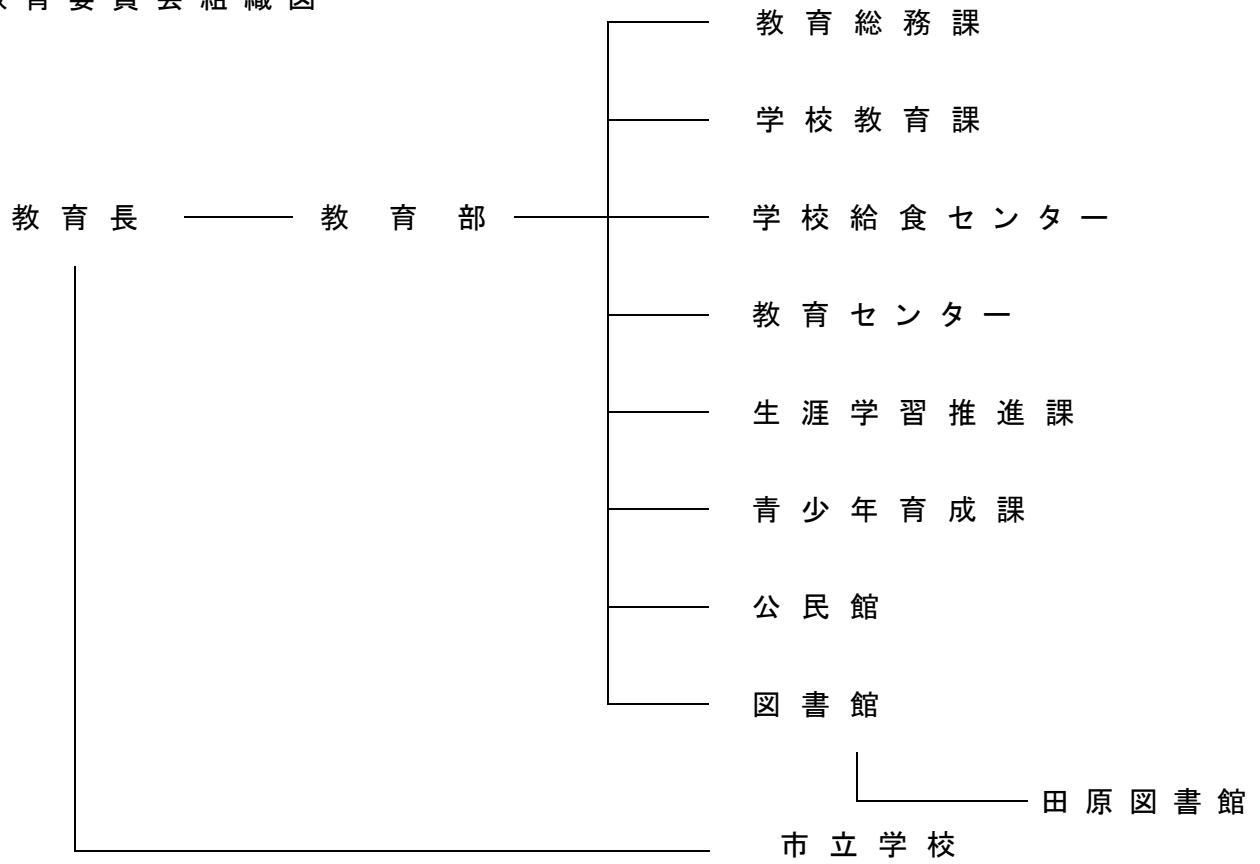 教育委員会組織図
教育総務課
学校教育課
教育長 教育部 学校給食センター
教育センター
生涯学習推進課
青少年育成課
公民館
図書館
田原図書館
市立学校